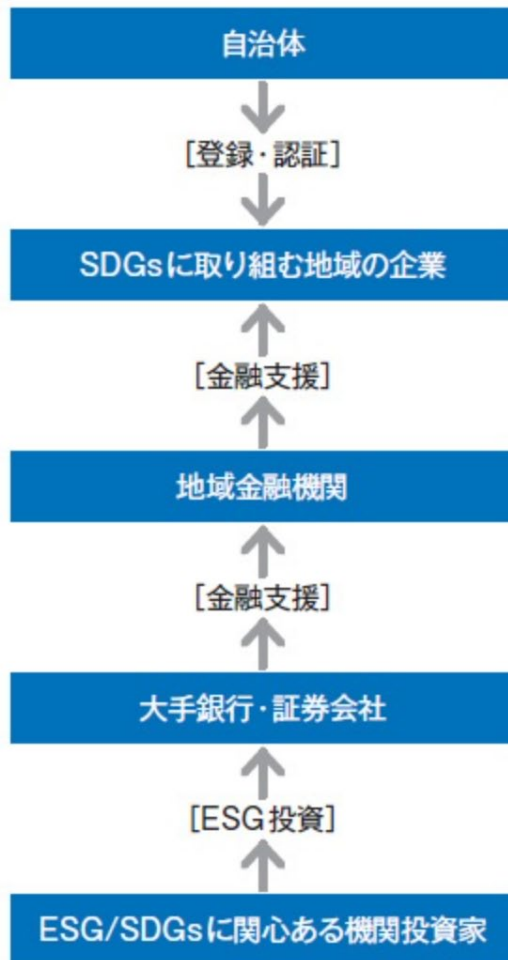 自治体
［登録・認証］
SDGsに取り組む地域の企業
［金融支援］
地域金融機関
［金融支援］
大手銀行・証券会社
［ESG投資］
ESG/SDGsに関心ある機関投資家